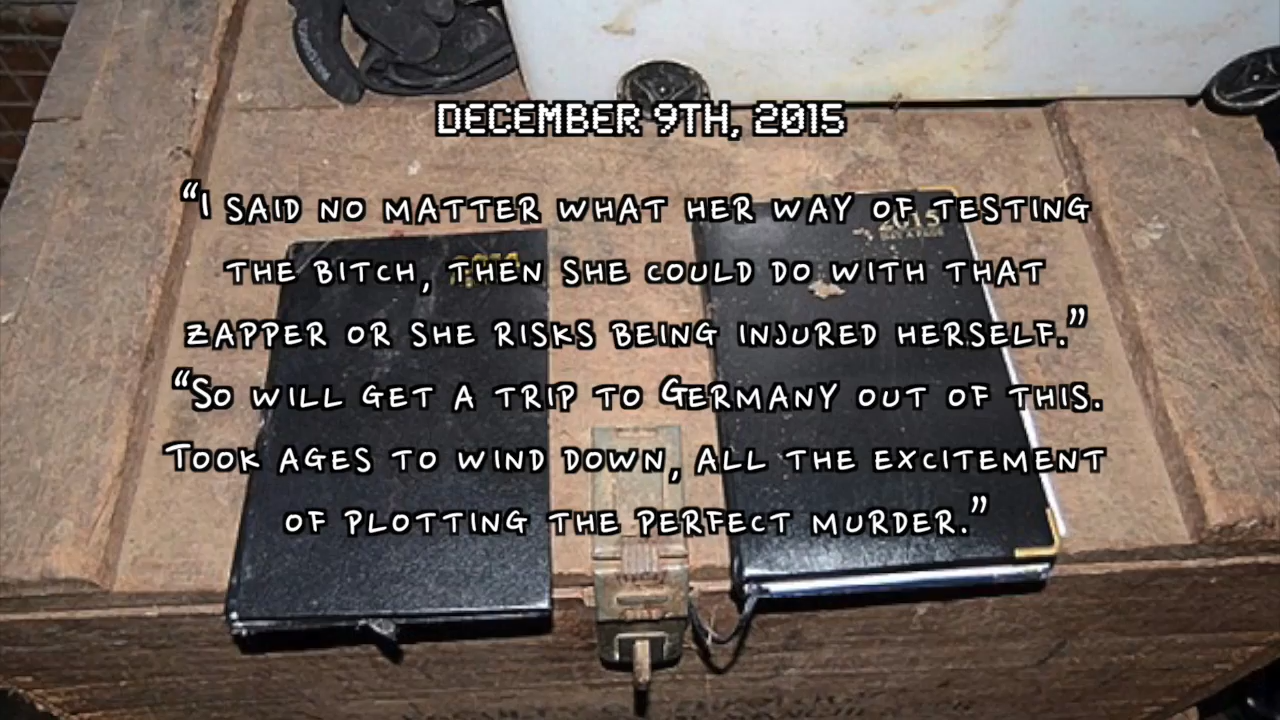 DECEMBER 9TH, 2015
“I SAID NO MATTER WHAT HER WAY OF TESTING
THE BITCH, THEN SHE COULD DO WITH THAT
ZAPPER OR SHE RISKS BEING INJURED HERSELF.”
“SO WILL GET A TRIP TO GERMANY OUT OF THIS.
TOOK AGES TO WIND DOWN, ALL THE EXCITEMENT
OF PLOTTING THE PERFECT MURDER.”
2015